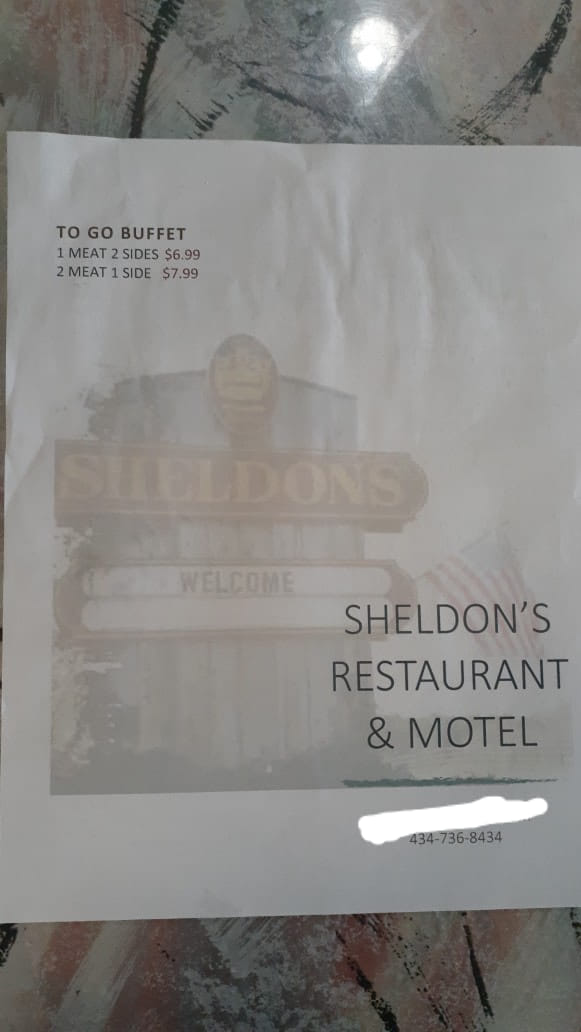 TO GO BUFFET
1 MEAT 2 SIDES $6.99
2 MEAT 1 SIDE $7.99
SHELDONS
WELCOME
SHELDON'S
RESTAURANT
& MOTEL
434-736-8434